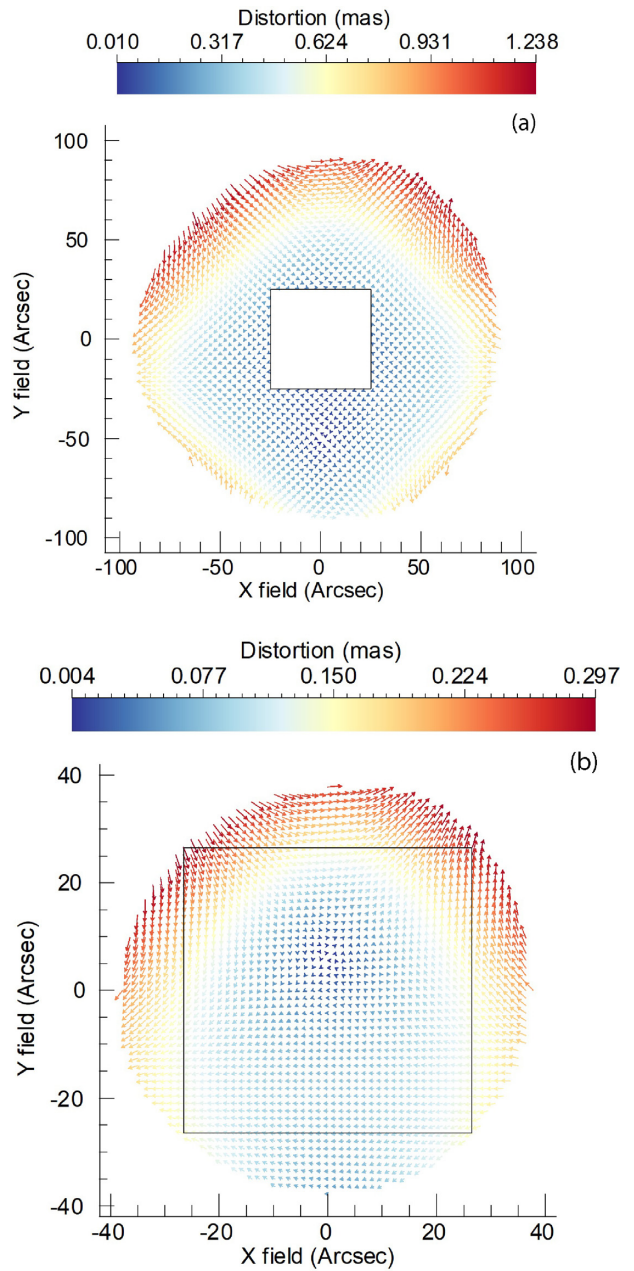 Distortion (mas)
0.010 0.317 0.624 0.931 1.238
(a)
100
50
0
-50
-100
Y field (Arcsec)
-100 -50 0 50 100
X field (Arcsec)
Distortion (mas)
0.004 0.077 0.150 0.224 0.297
(b)
40
20
0
-20
-40
Y field (Arcsec)
-40 -20 0 20 40
X field (Arcsec)